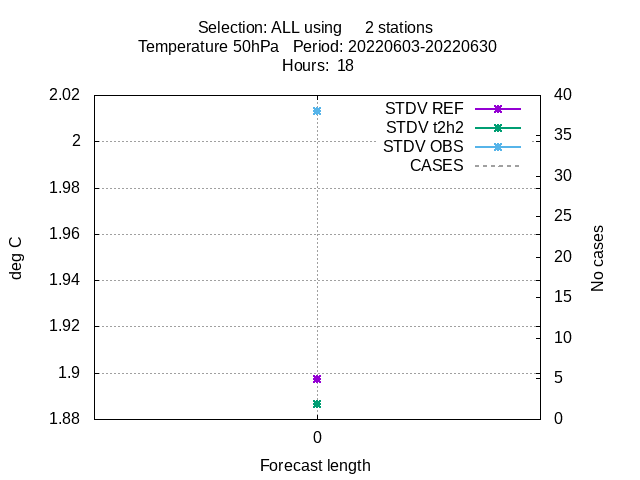 Selection: ALL using     2 stations
Temperature 50hPa   Period: 20220603-20220630
Hours:  18
2.02
2
1.98
1.96
1.94
1.92
1.9
1.88
deg C
STDV REF
STDV t2h2
STDV OBS
CASES
40
35
30
25
20
15
10
5
0
No cases
0
Forecast length